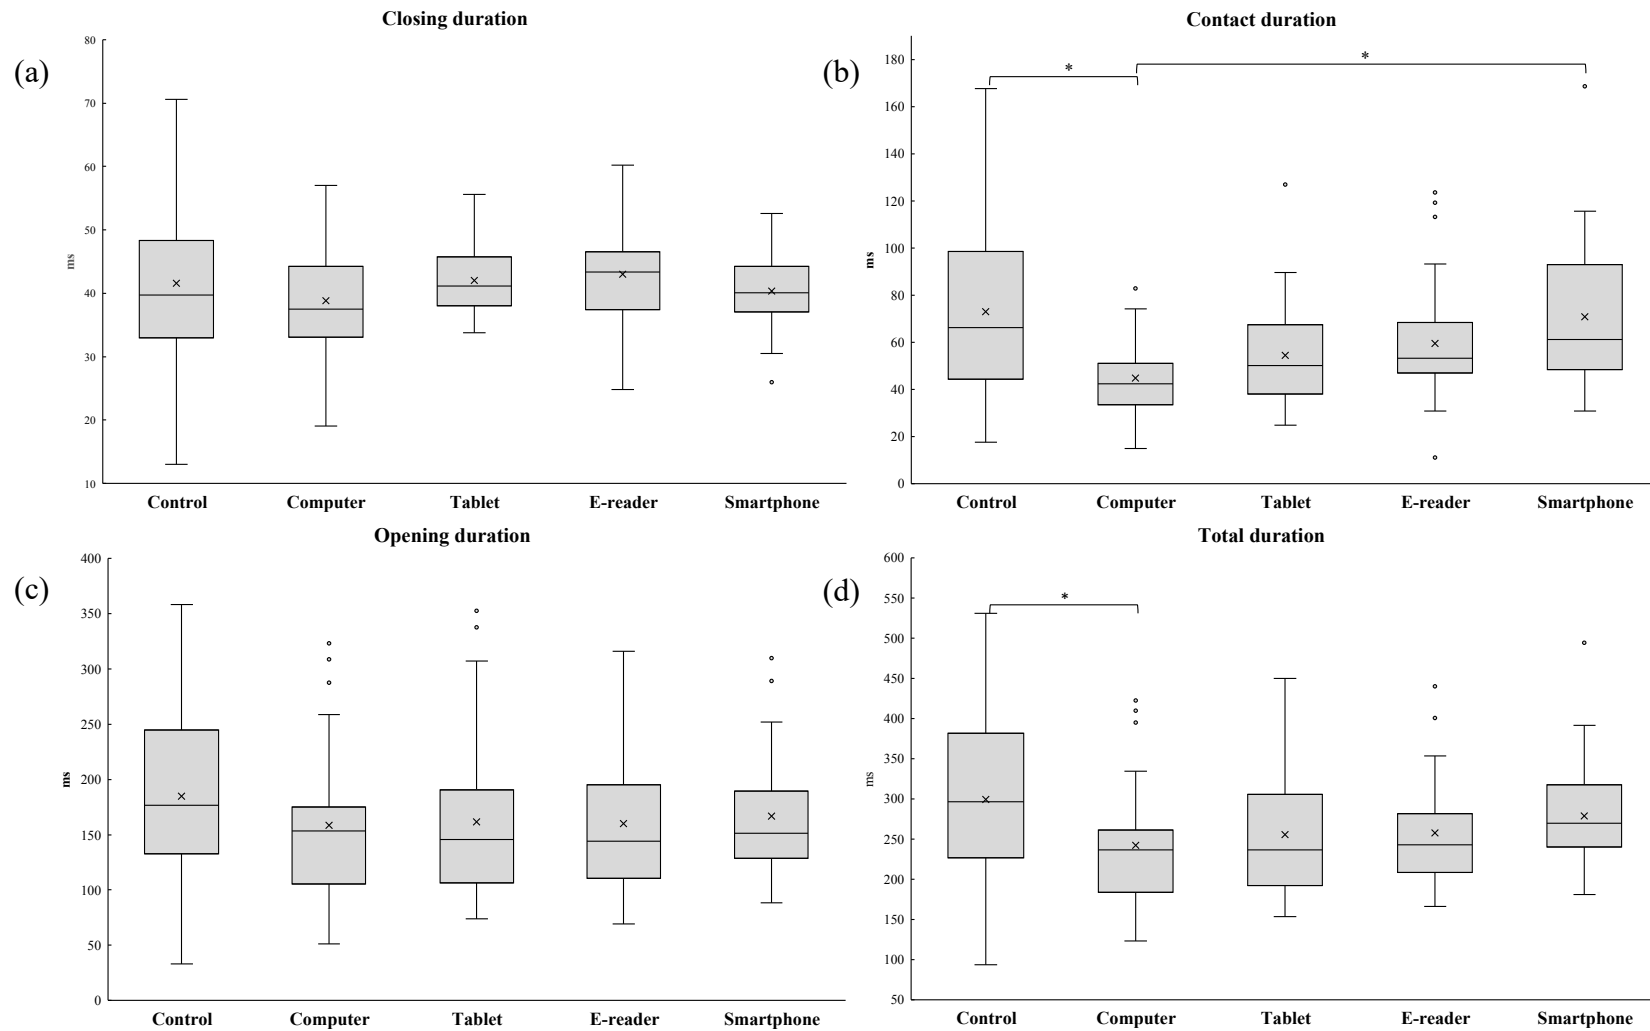 Closing duration
(a)
80
70
60
50
40
30
20
10
ms
Control Computer Tablet E-reader Smartphone
Contact duration
(b)
180
160
140
120
100
80
60
40
20
0
ms
* *
Control Computer Tablet E-reader Smartphone
Opening duration
(c)
400
350
300
250
200
150
100
50
0
ms
Control Computer Tablet E-reader Smartphone
Total duration
(d)
600
550
500
450
400
350
300
250
200
150
100
50
ms
*
Control Computer Tablet E-reader Smartphone